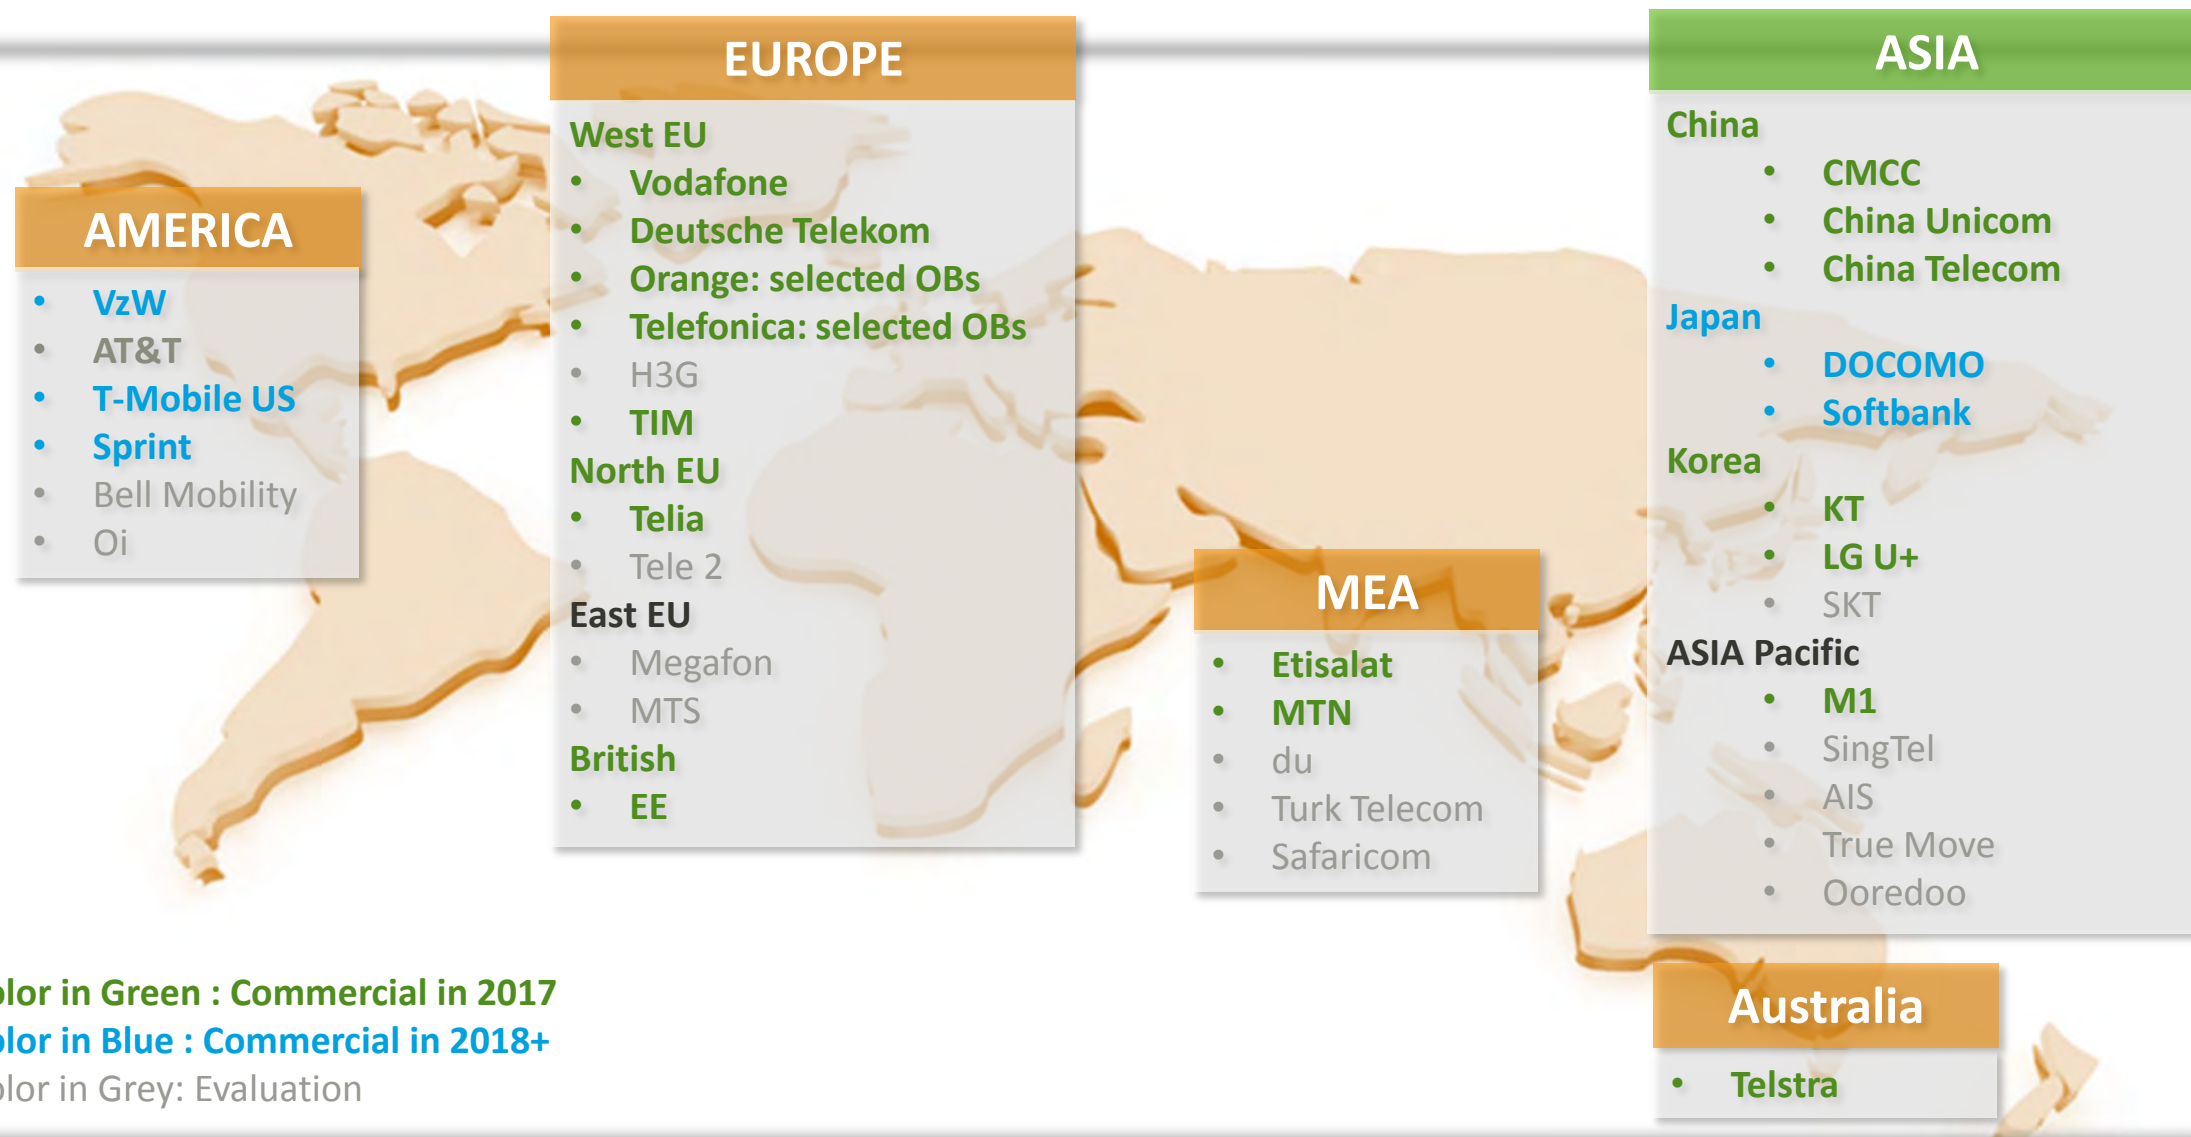 AMERICA
• VzW
• AT&T
• T-Mobile US
• Sprint
• Bell Mobility
• Oi
EUROPE
West EU
• Vodafone
• Deutsche Telekom
• Orange: selected OBs
• Telefonica: selected OBs
• H3G
• TIM
North EU
• Telia
• Tele 2
East EU
• Megafon
• MTS
British
• EE
MEA
• Etisalat
• MTN
• du
• Turk Telecom
• Safaricom
ASIA
China
• CMCC
• China Unicom
• China Telecom
Japan
• DOCOMO
• Softbank
Korea
• KT
• LG U+
• SKT
ASIA Pacific
• M1
• SingTel
• AIS
• True Move
• Ooredoo
Australia
• Telstra
olor in Green : Commercial in 2017
olor in Blue : Commercial in 2018+
olor in Grey: Evaluation